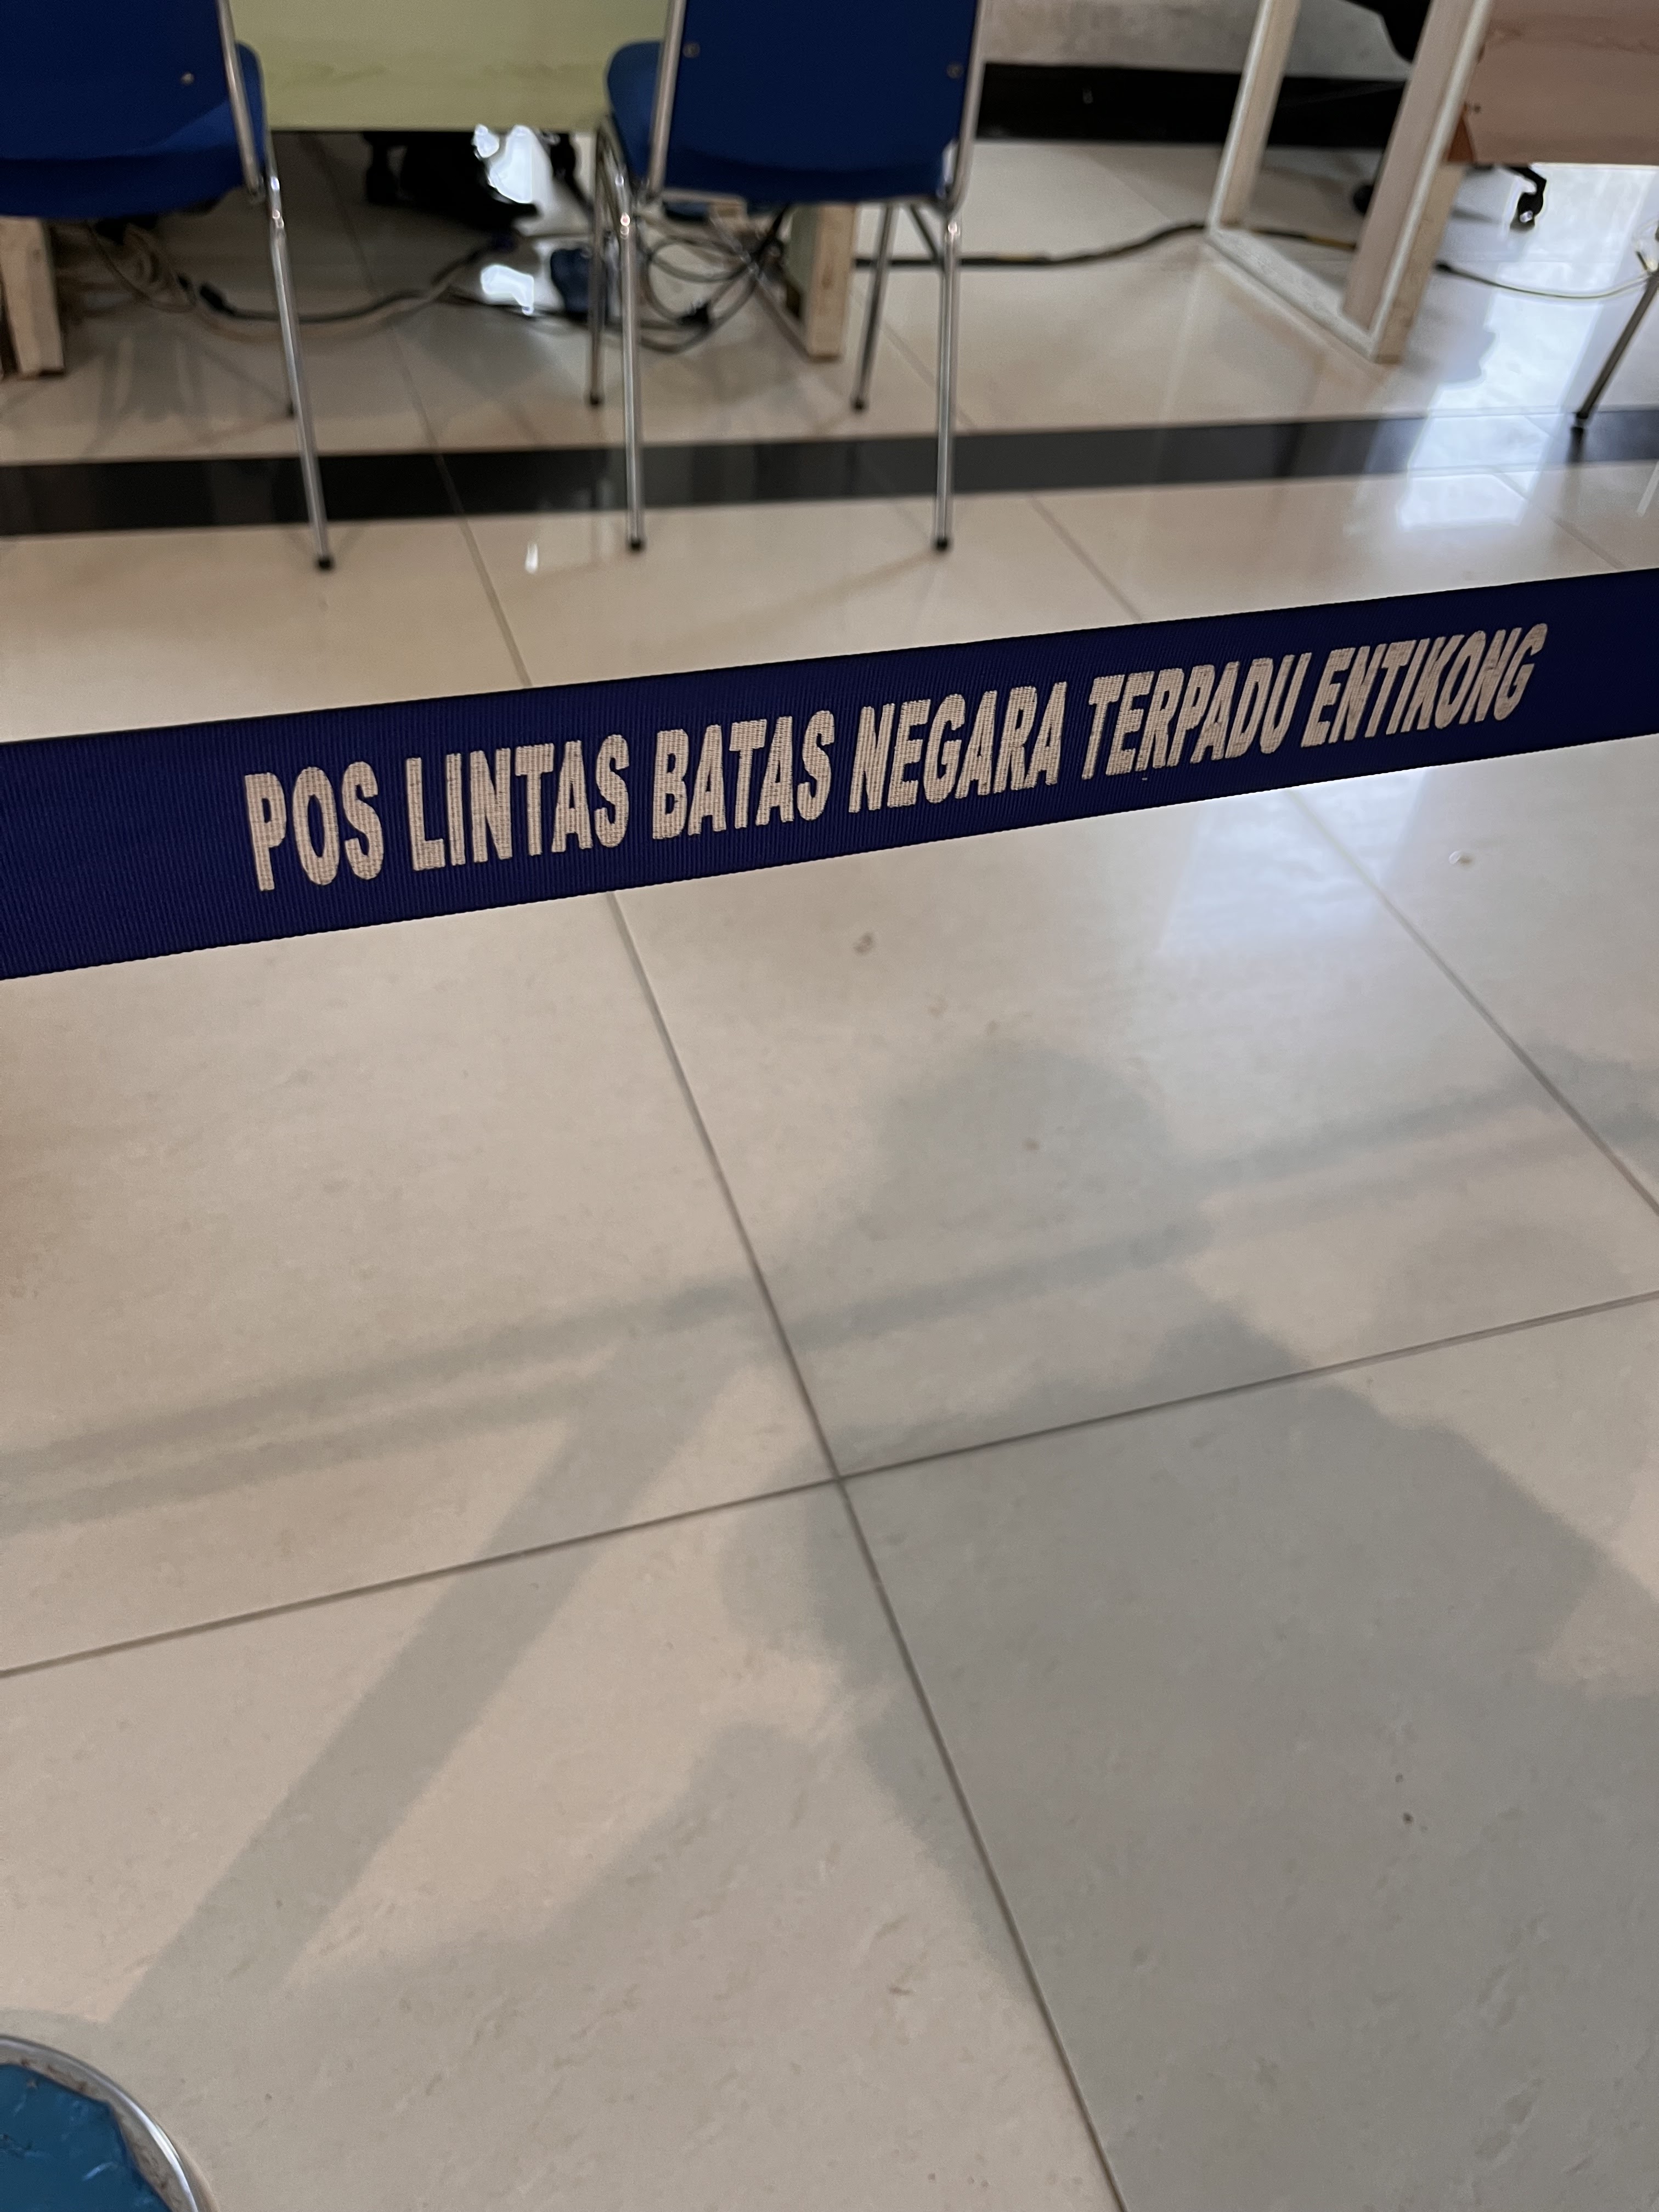 POS LINTAS BATAS NEGARA TERPADU ENTIKONG